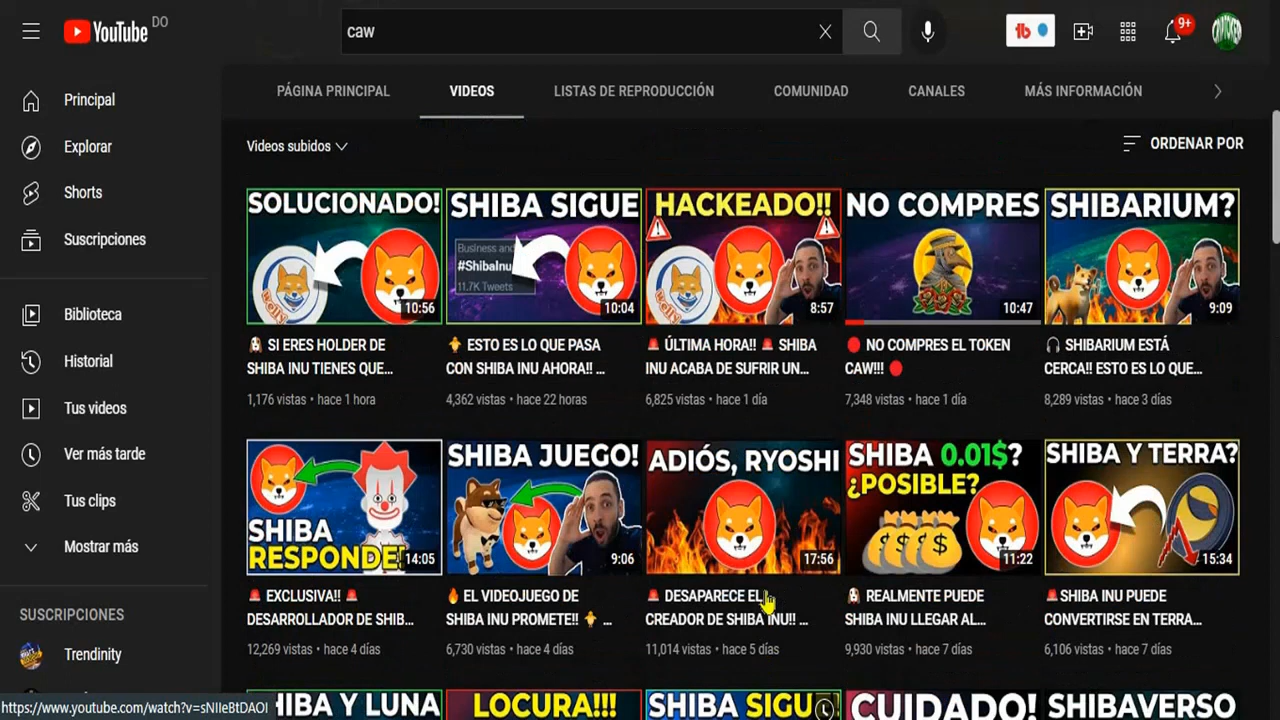 YouTube DO
caw
9+
Principal
Explorar
Shorts
Suscripciones
Biblioteca
Historial
Tus videos
Ver más tarde
Tus clips
Mostrar más
SUSCRIPCIONES
Trendinity
PÁGINA PRINCIPAL VIDEOS LISTAS DE REPRODUCCIÓN COMUNIDAD CANALES MÁS INFORMACIÓN
Videos subidos
ORDENAR POR
SOLUCIONADO!
10:56
SI ERES HOLDER DE
SHIBA INU TIENES QUE...
1,176 vistas • hace 1 hora
SHIBA SIGUE
Business and
#ShibaInu
11.7K Tweets
10:04
ESTO ES LO QUE PASA
CON SHIBA INU AHORA!! ...
4,362 vistas • hace 22 horas
HACKEADO!!
8:57
ÚLTIMA HORA!! SHIBA
INU ACABA DE SUFRIR UN...
6,825 vistas • hace 1 día
NO COMPRES
10:47
NO COMPRES EL TOKEN
CAW!!!
7,348 vistas • hace 1 día
SHIBARIUM?
9:09
SHIBARIUM ESTÁ
CERCA!! ESTO ES LO QUE...
8,289 vistas • hace 3 días
SHIBA
RESPONDE
14:05
EXCLUSIVA!!
DESARROLLADOR DE SHIB...
12,269 vistas • hace 4 días
SHIBA JUEGO!
9:06
EL VIDEOJUEGO DE
SHIBA INU PROMETE!! ...
6,730 vistas • hace 4 días
ADIÓS, RYOSHI
17:56
DESAPARECE EL
CREADOR DE SHIBA INU!! ...
11,014 vistas • hace 5 días
SHIBA 0.01$?
¿POSIBLE?
11:22
REALMENTE PUEDE
SHIBA INU LLEGAR AL...
9,930 vistas • hace 7 días
SHIBA Y TERRA?
15:34
SHIBA INU PUEDE
CONVERTIRSE EN TERRA...
6,106 vistas • hace 7 días
HIBA Y LUNA
LOCURA!!!
SHIBA SIGU
CUIDADO!
SHIBAVERSO